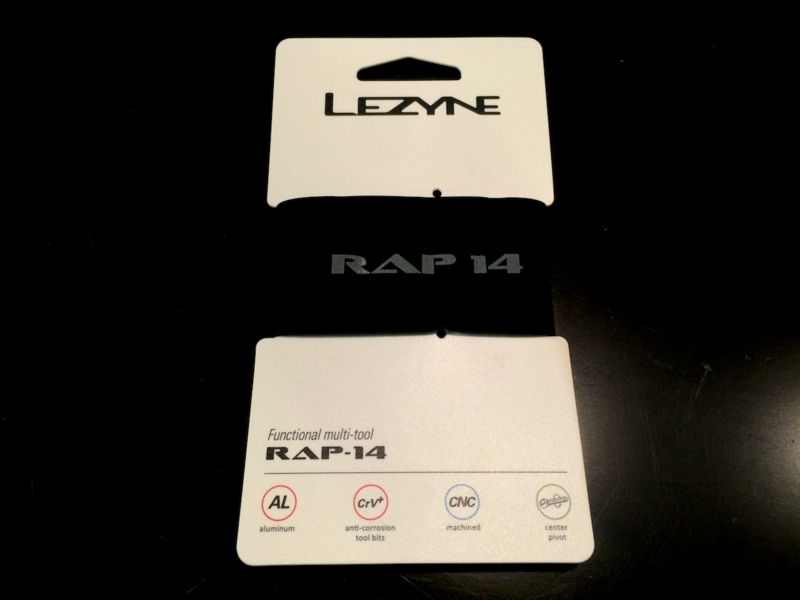 LEZYNE
RAP 14
Functional multi-tool
RAP-14
AL
aluminum
CrV+
anti-corrosion
tool bits
CNC
machined
center
pivot